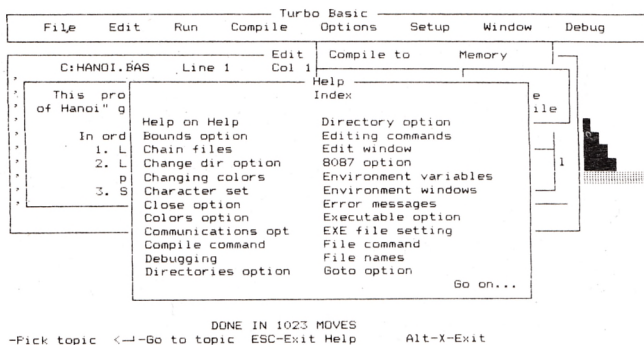 Turbo Basic
File Edit Run Compile Options Setup Window Debug
Edit Compile to Memory
C:HANOI.BAS Line 1 Col 1
Help
Index
This pro
of Hanoi" g
In ord
1. L
2. L
p
3. S
Help on Help Directory option
Bounds option Editing commands
Chain files Edit window
Change dir option 8087 option
Changing colors Environment variables
Character set Environment windows
Close option Error messages
Colors option Executable option
Communications opt EXE file setting
Compile command File command
Debugging File names
Directories option Goto option
Go on...
e
ile
1
DONE IN 1023 MOVES
-Pick topic <─┘-Go to topic ESC-Exit Help Alt-X-Exit